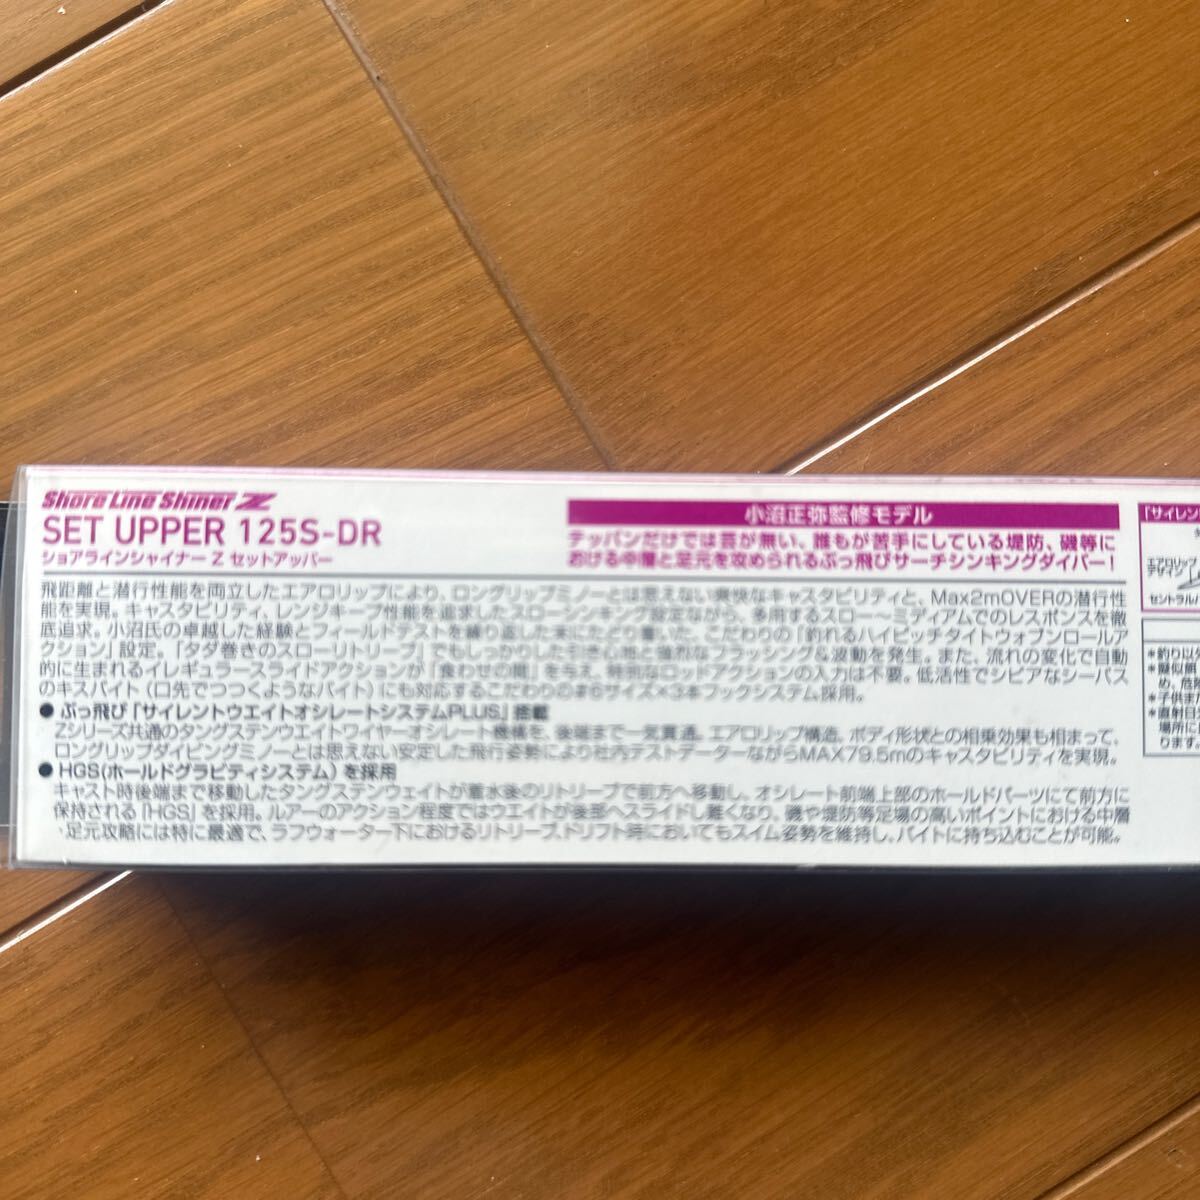 Shore Line Shiner Z
SET UPPER 125S-DR
ショアラインシャイナー Z セットアッパー
小沼正弥監修モデル
テッパンだけでは芸が無い、誰もが苦手にしている堤防、磯等に
おける中層と足元を攻められるぶっ飛びサーチシンキングダイバー!
飛距離と潜行性能を両立したエアロリップにより、ロングリップミノーとは思えない爽快なキャスタビリティと、Max2mOVERの潜行性
能を実現。キャスタビリティ、レンジキープ性能を追求したスローシンキング設定ながら、多用するスロー〜ミディアムでのレスポンスを徹
底追求。小沼氏の卓越した経験とフィールドテストを繰り返した末にたどり着いた、こだわりの「釣れるハイピッチタイトウォブンロールア
クション」設定。「タダ巻きのスローリトリーブ」でもしっかりした引き心地と強烈なフラッシング&波動を発生。また、流れの変化で自動
的に生まれるイレギュラースライドアクションが「食わせの間」を与え、特別なロッドアクションの入力は不要。低活性でシビアなシーバス
のキスバイト(口先でつつくようなバイト)にも対応するこだわりの#6サイズ×3本フックシステム採用。
● ぶっ飛び「サイレントウエイトオシレートシステムPLUS」搭載
Zシリーズ共通のタングステンウエイトワイヤーオシレート機構を、後端まで一気貫通。エアロリップ構造、ボディ形状との相乗効果も相まって、
ロングリップダイビングミノーとは思えない安定した飛行姿勢により社内テストデーターながらMAX79.5mのキャスタビリティを実現。
● HGS(ホールドグラビティシステム)を採用
キャスト時後端まで移動したタングステンウェイトが着水後のリトリーブで前方へ移動し、オシレート前端上部のホールドパーツにて前方に
保持される「HGS」を採用。ルアーのアクション程度ではウエイトが後部へスライドし難くなり、磯や堤防等足場の高いポイントにおける中層
・足元攻略には特に最適で、ラフウォーター下におけるリトリーブ、ドリフト時においてもスイム姿勢を維持し、バイトに持ち込むことが可能。
「サイレン
エアロリップ
デザイン
セントラル
*釣り以
*疑似餌
め、危険
*子供ま
*直射日
場所に
ります。